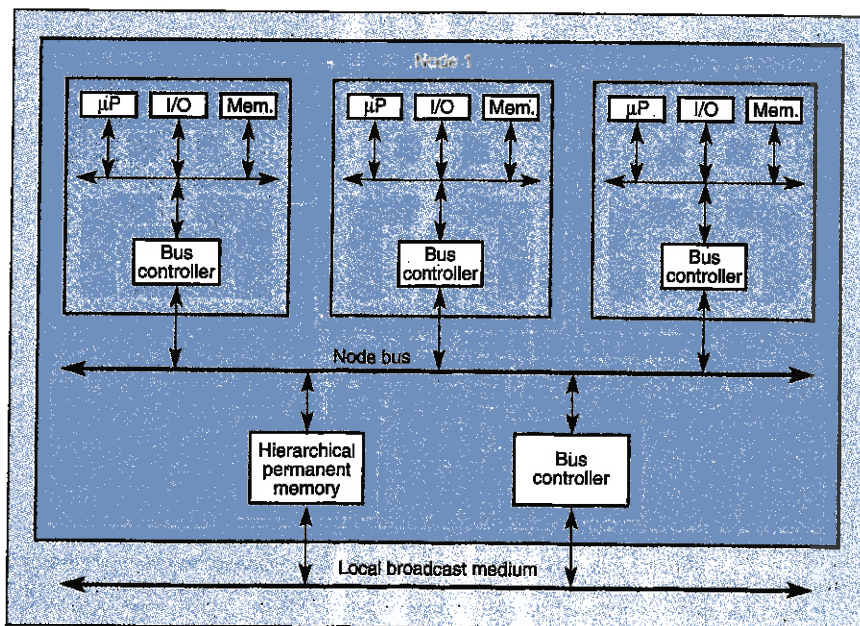 Node 1
μP I/O Mem.
μP I/O Mem.
μP I/O Mem.
Bus
controller
Bus
controller
Bus
controller
Node bus
Hierarchical
permanent
memory
Bus
controller
Local broadcast medium